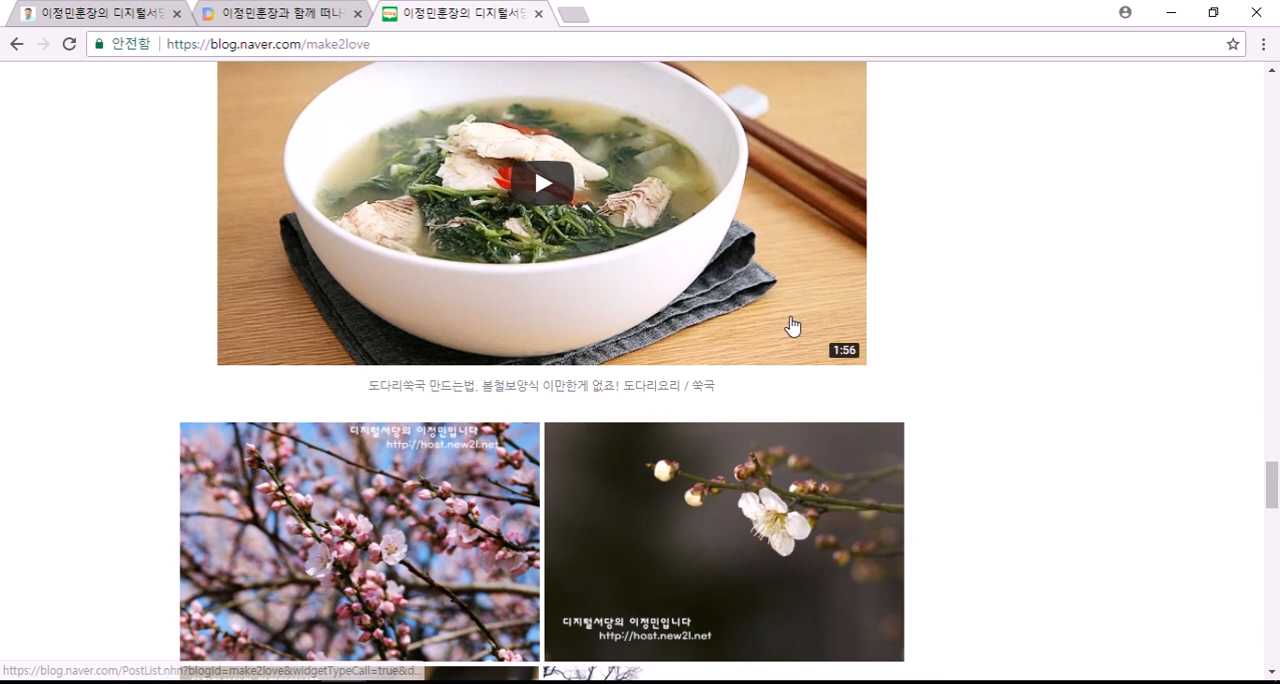 이정민훈장의 디지털서당
이정민훈장과 함께 떠나
이정민훈장의 디지털서당
안전함
https://blog.naver.com/make2love
1:56
도다리쑥국 만드는법, 봄철보양식 이만한게 없죠! 도다리요리 / 쑥국
디지털서당의 이정민입니다
http://host.new21.net
디지털서당의 이정민입니다
http://host.new21.net
https://blog.naver.com/PostList.nhn?blogId=make2love&widgetTypeCall=true&d...